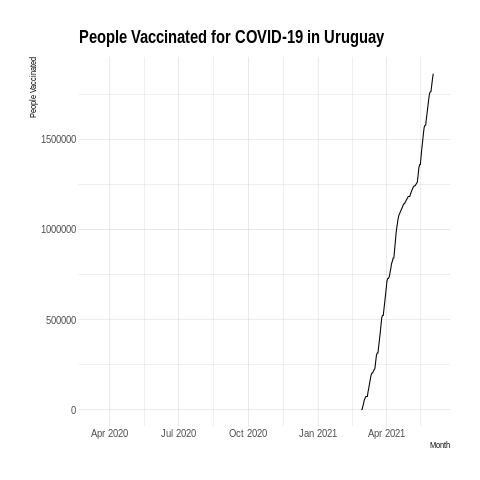 People Vaccinated for COVID-19 in Uruguay
People Vaccinated
1500000
1000000
500000
0
Apr 2020 Jul 2020 Oct 2020 Jan 2021 Apr 2021
Month